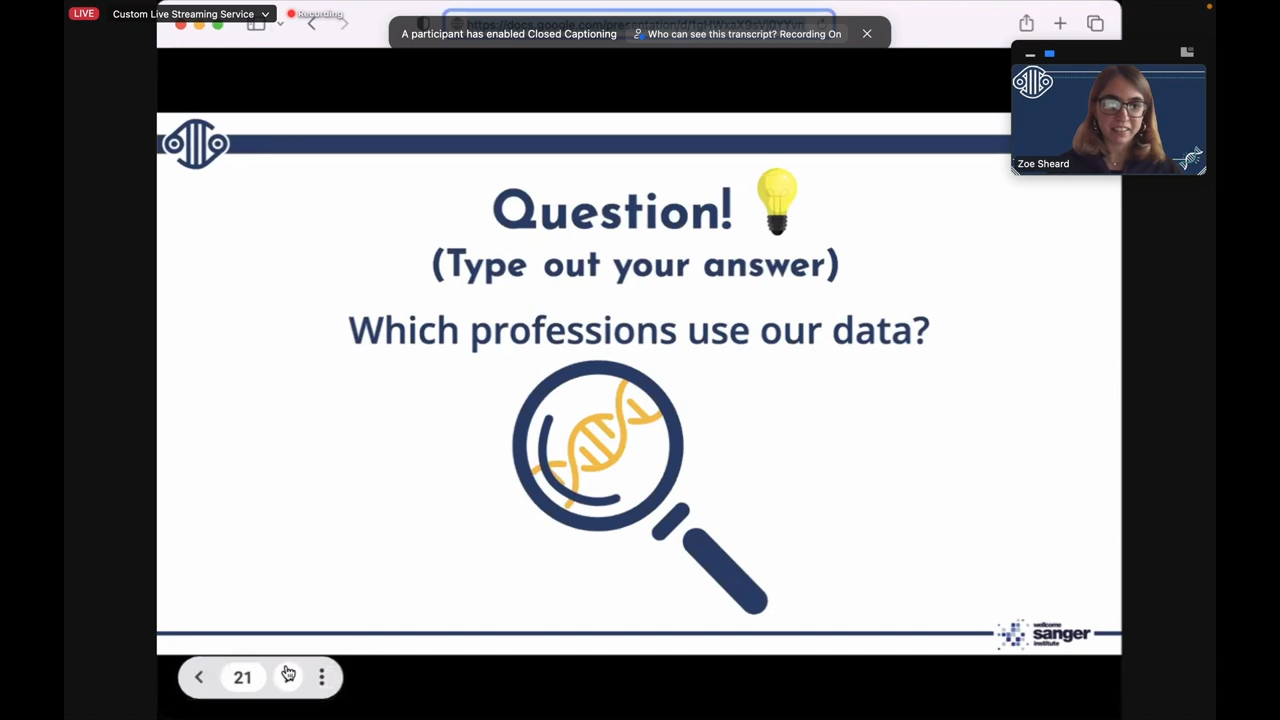 LIVE
Custom Live Streaming Service
Recording
A participant has enabled Closed Captioning
Who can see this transcript? Recording On
Zoe Sheard
Question!
(Type out your answer)
Which professions use our data?
wellcome
sanger
institute
21